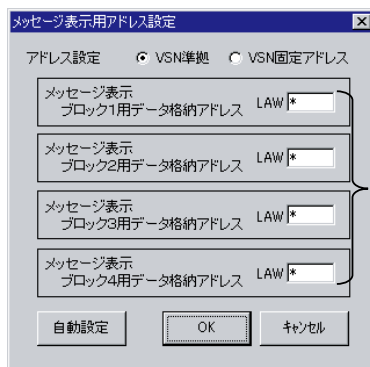 メッセージ表示用アドレス設定
アドレス設定 VSN準拠 VSN固定アドレス
メッセージ表示
ブロック1用データ格納アドレス LAW *
メッセージ表示
ブロック2用データ格納アドレス LAW *
メッセージ表示
ブロック3用データ格納アドレス LAW *
メッセージ表示
ブロック4用データ格納アドレス LAW *
自動設定 OK キャンセル